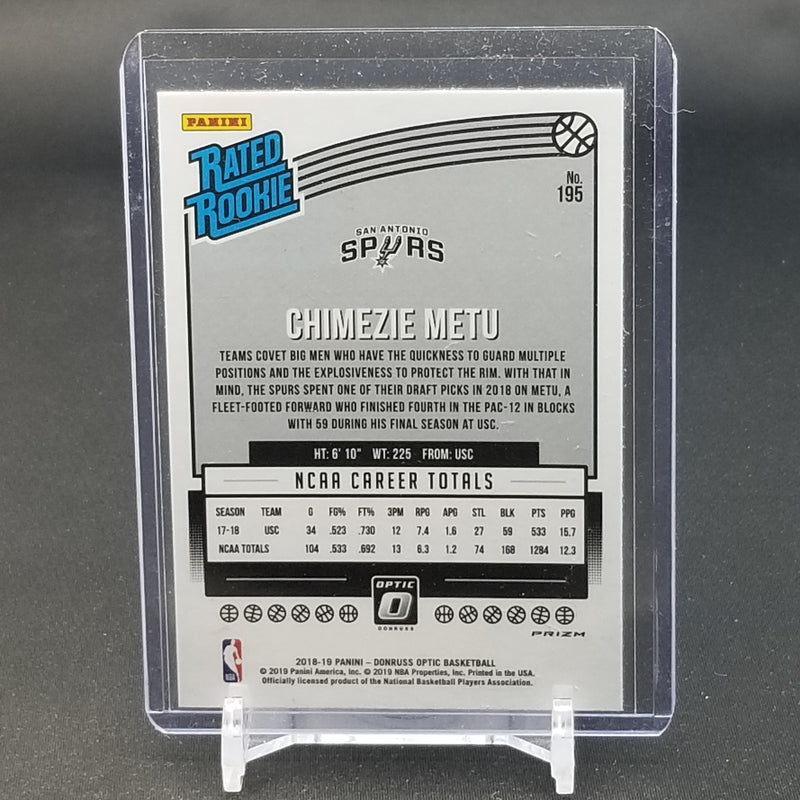 PANINI
RATED
ROOKIE
No.
195
SAN ANTONIO
SPURS
CHIMEZIE METU
TEAMS COVET BIG MEN WHO HAVE THE QUICKNESS TO GUARD MULTIPLE
POSITIONS AND THE EXPLOSIVENESS TO PROTECT THE RIM. WITH THAT IN
MIND, THE SPURS SPENT ONE OF THEIR DRAFT PICKS IN 2018 ON METU, A
FLEET-FOOTED FORWARD WHO FINISHED FOURTH IN THE PAC-12 IN BLOCKS
WITH 59 DURING HIS FINAL SEASON AT USC.
HT: 6' 10" WT: 225 FROM: USC
NCAA CAREER TOTALS
SEASON TEAM G FG% FT% 3PM RPG APG STL BLK PTS PPG
17-18 USC 34 .523 .730 12 7.4 1.6 27 59 533 15.7
NCAA TOTALS 104 .533 .692 13 6.3 1.2 74 168 1284 12.3
OPTIC
O
DONRUSS
PRIZM
NBA
2018-19 PANINI – DONRUSS OPTIC BASKETBALL
© 2019 Panini America, Inc. © 2019 NBA Properties, Inc. Printed in the USA.
Officially licensed product of the National Basketball Players Association.